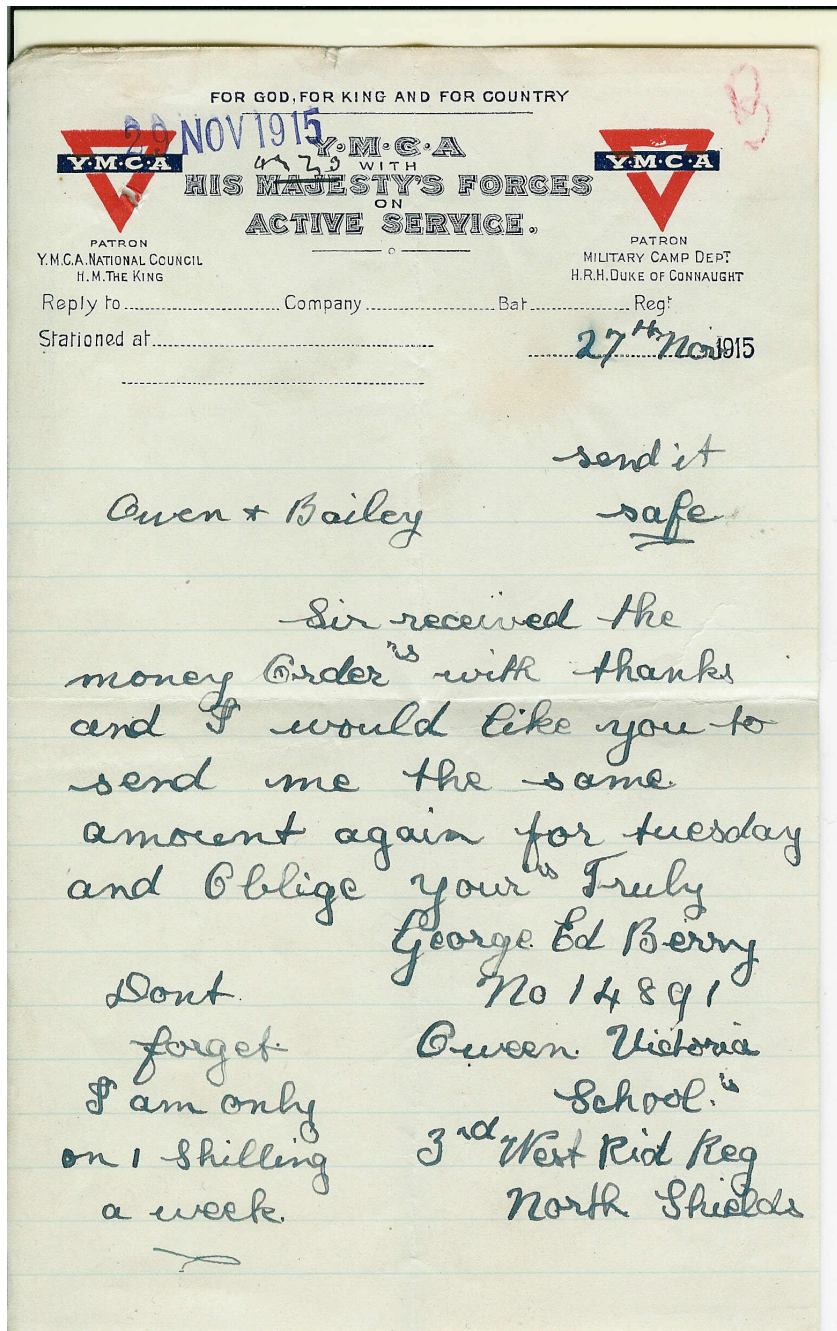 FOR GOD, FOR KING AND FOR COUNTRY
29 NOV 1915
Y·M·C·A
WITH
HIS MAJESTY'S FORCES
ON
ACTIVE SERVICE.
Y·M·C·A
PATRON
Y.M.C.A. NATIONAL COUNCIL
H.M. THE KING
Y·M·C·A
PATRON
MILITARY CAMP DEPT
H.R.H. DUKE OF CONNAUGHT
Reply to Company Bat Regt
Stationed at
27th Nov 1915
send it
safe
Owen + Bailey
Sir received the
money Order"s with thanks
and I would like you to
send me the same
amount again for tuesday
and Oblige your"s Truly
George Ed Berry
No 14891
Queen Victoria
School."s
3rd West Rid Reg
North Shields
Dont
forget
I am only
on 1 Shilling
a week.